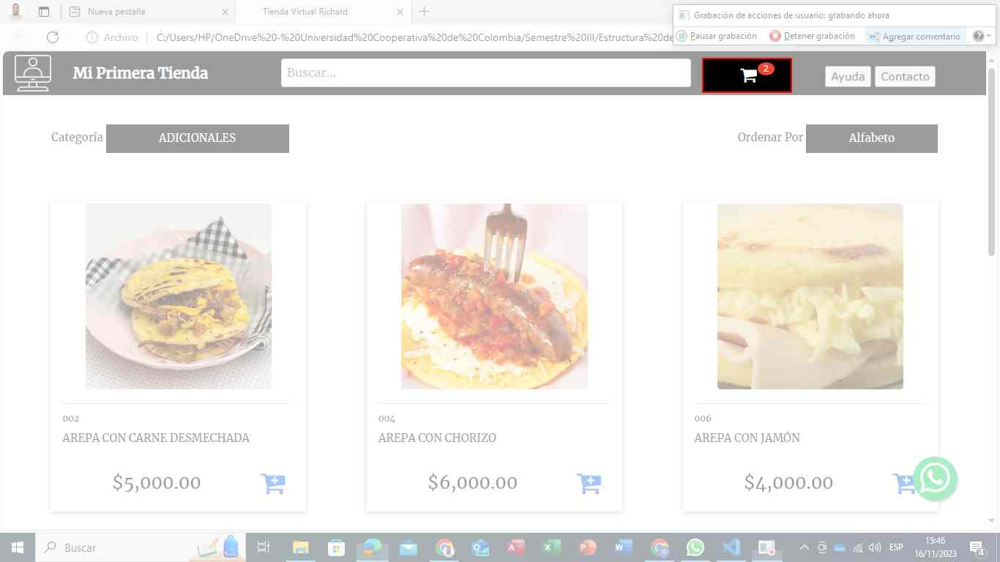 Nueva pestaña
Tienda Virtual Richard
Grabación de acciones de usuario: grabando ahora
Archivo
C:/Users/HP/OneDrive%20-%20Universidad%20Cooperativa%20de%20Colombia/Semestre%20III/Estructura%20de
Pausar grabación
Detener grabación
Agregar comentario
?
Mi Primera Tienda
Buscar...
2
Ayuda
Contacto
Categoría
ADICIONALES
Ordenar Por
Alfabeto
002
AREPA CON CARNE DESMECHADA
$5,000.00
004
AREPA CON CHORIZO
$6,000.00
006
AREPA CON JAMÓN
$4,000.00
Buscar
ESP
15:46
16/11/2023
4